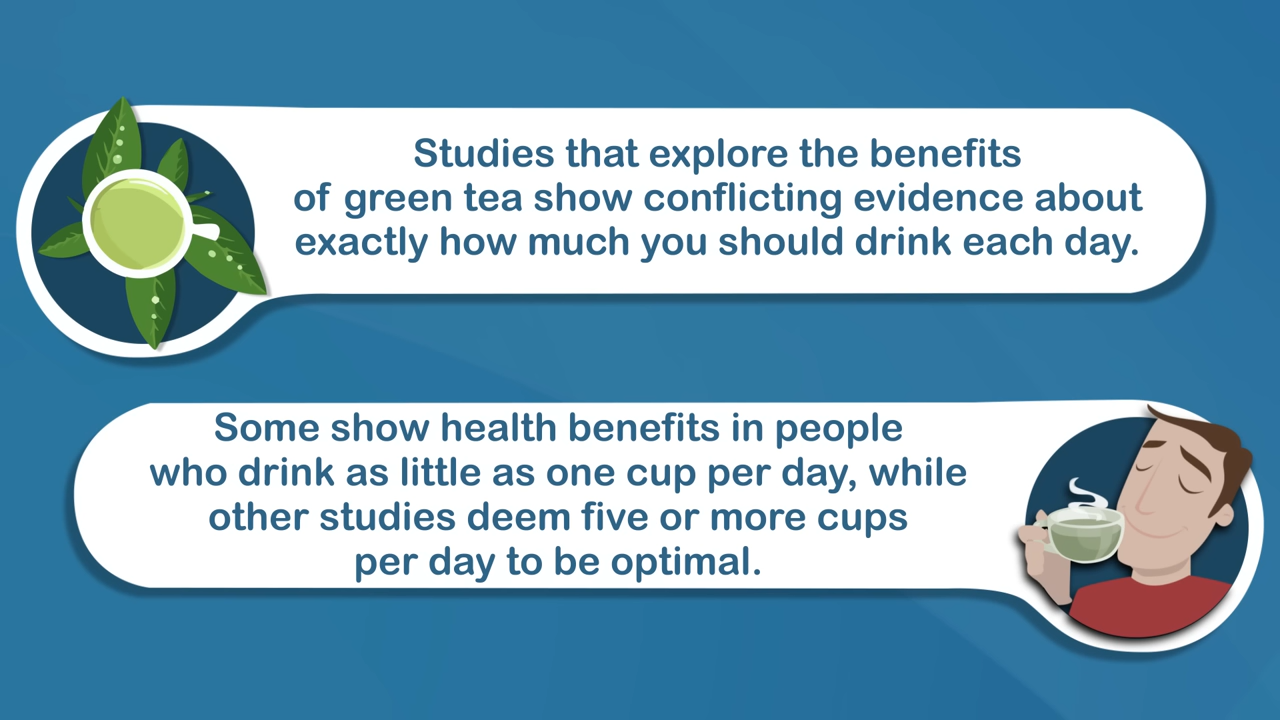 Studies that explore the benefits
of green tea show conflicting evidence about
exactly how much you should drink each day.
Some show health benefits in people
who drink as little as one cup per day, while
other studies deem five or more cups
per day to be optimal.